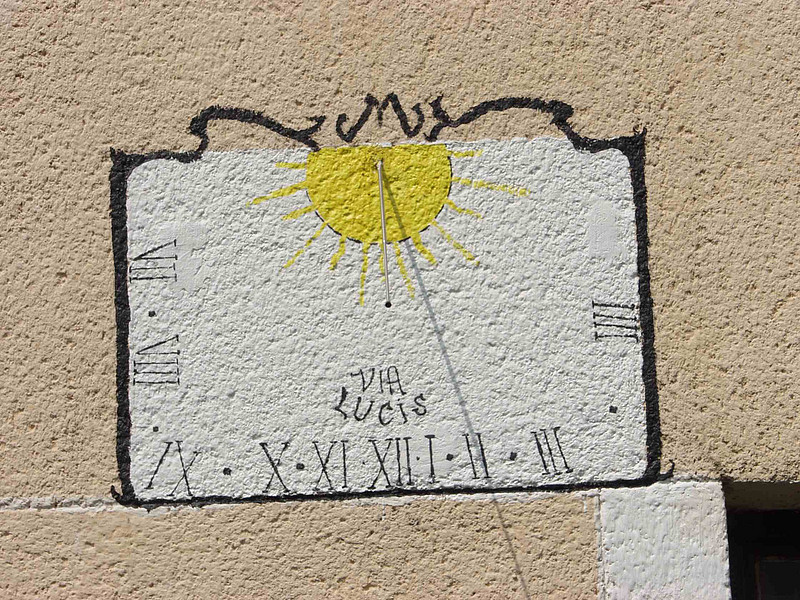 VII
IIII
VIII
VIA
LUCIS
IX · X · XI · XII · I · II · III